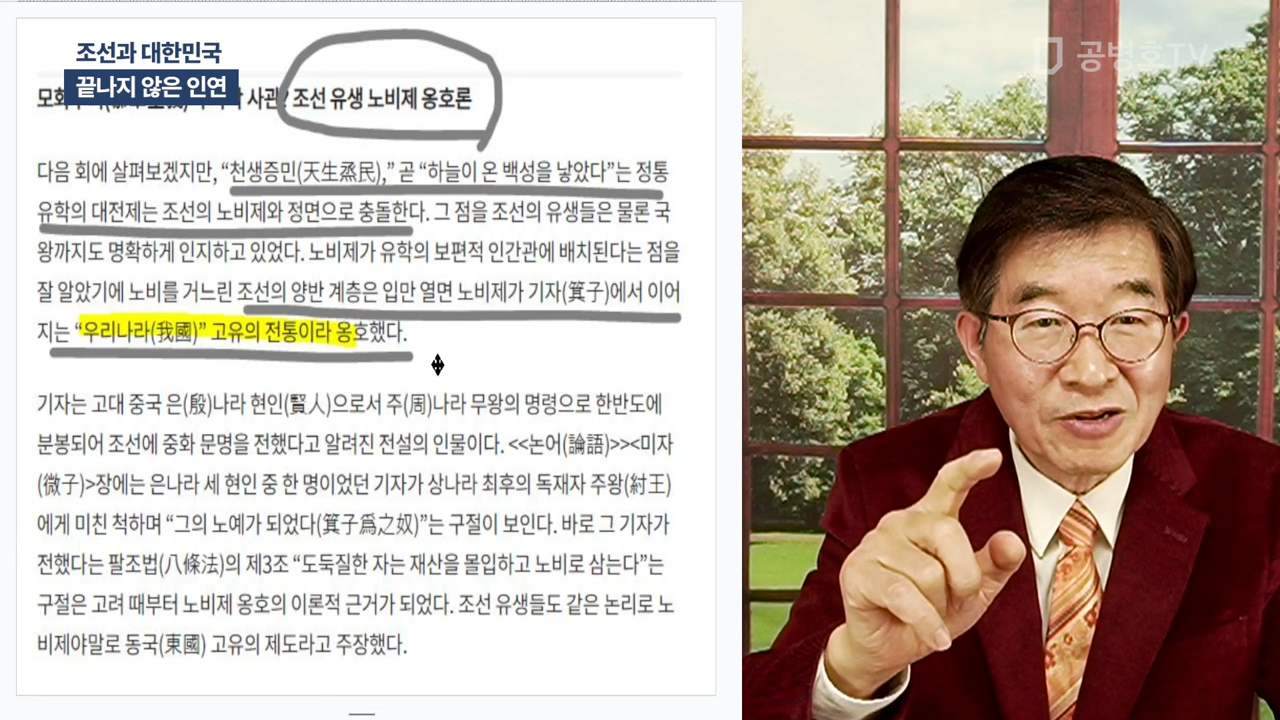 조선과 대한민국
끝나지 않은 인연
공병호TV
사관? 조선 유생 노비제 옹호론
다음 회에 살펴보겠지만, “천생증민(天生烝民),” 곧 “하늘이 온 백성을 낳았다”는 정통
유학의 대전제는 조선의 노비제와 정면으로 충돌한다. 그 점을 조선의 유생들은 물론 국
왕까지도 명확하게 인지하고 있었다. 노비제가 유학의 보편적 인간관에 배치된다는 점을
잘 알았기에 노비를 거느린 조선의 양반 계층은 입만 열면 노비제가 기자(箕子)에서 이어
지는 “우리나라(我國)” 고유의 전통이라 옹호했다.
기자는 고대 중국 은(殷)나라 현인(賢人)으로서 주(周)나라 무왕의 명령으로 한반도에
분봉되어 조선에 중화 문명을 전했다고 알려진 전설의 인물이다. <<논어(論語)>><미자
(微子)>장에는 은나라 세 현인 중 한 명이었던 기자가 상나라 최후의 독재자 주왕(紂王)
에게 미친 척하며 “그의 노예가 되었다(箕子爲之奴)”는 구절이 보인다. 바로 그 기자가
전했다는 팔조법(八條法)의 제3조 “도둑질한 자는 재산을 몰입하고 노비로 삼는다”는
구절은 고려 때부터 노비제 옹호의 이론적 근거가 되었다. 조선 유생들도 같은 논리로 노
비제야말로 동국(東國) 고유의 제도라고 주장했다.